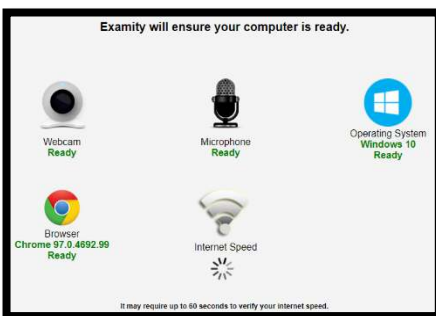 Examity will ensure your computer is ready.
Webcam
Ready
Microphone
Ready
Operating System
Windows 10
Ready
Browser
Chrome 97.0.4692.99
Ready
Internet Speed
It may require up to 60 seconds to verify your internet speed.